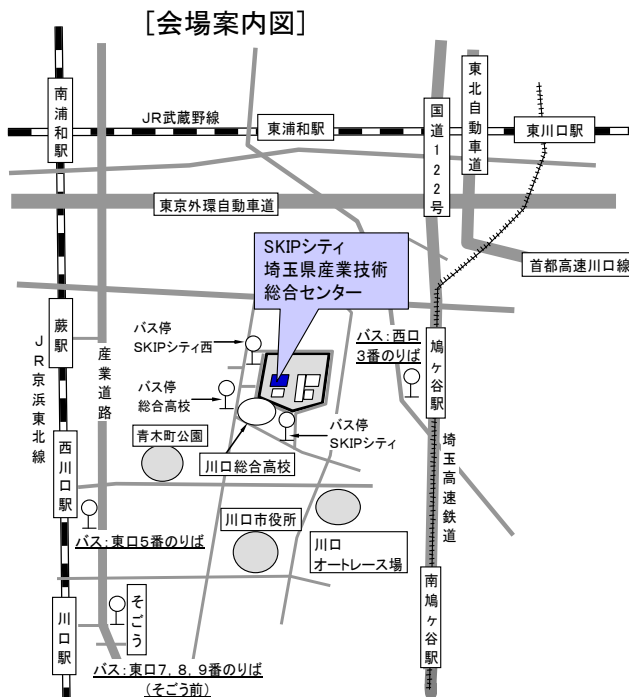 [会場案内図]
南浦和駅
JR武蔵野線
東浦和駅
国道122号
東北自動車道
東川口駅
東京外環自動車道
首都高速川口線
SKIPシティ
埼玉県産業技術
総合センター
蕨駅
JR京浜東北線
産業道路
バス停
SKIPシティ西
バス:西口
3番のりば
鳩ヶ谷駅
バス停
総合高校
バス停
SKIPシティ
青木町公園
川口総合高校
埼玉高速鉄道
西川口駅
バス:東口5番のりば
川口市役所
川口
オートレース場
川口駅
そごう
南鳩ヶ谷駅
バス:東口7, 8, 9番のりば
(そごう前)